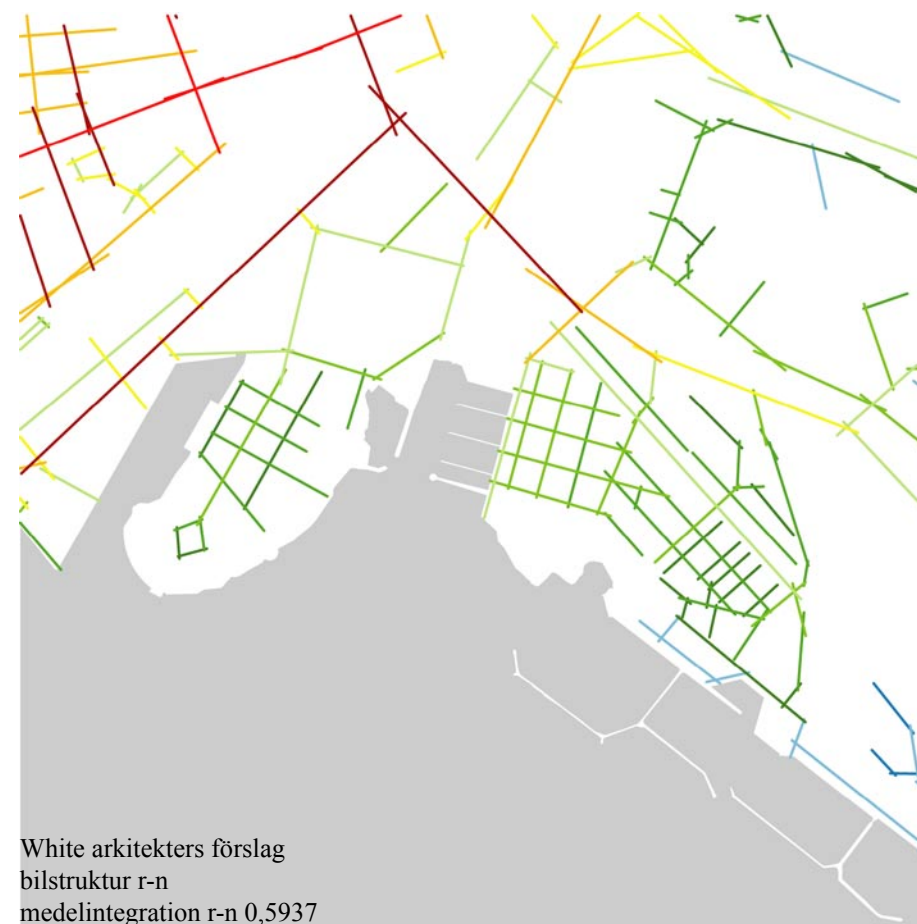 White arkitekters förslag
bilstruktur r-n
medelintegration r-n 0,5937